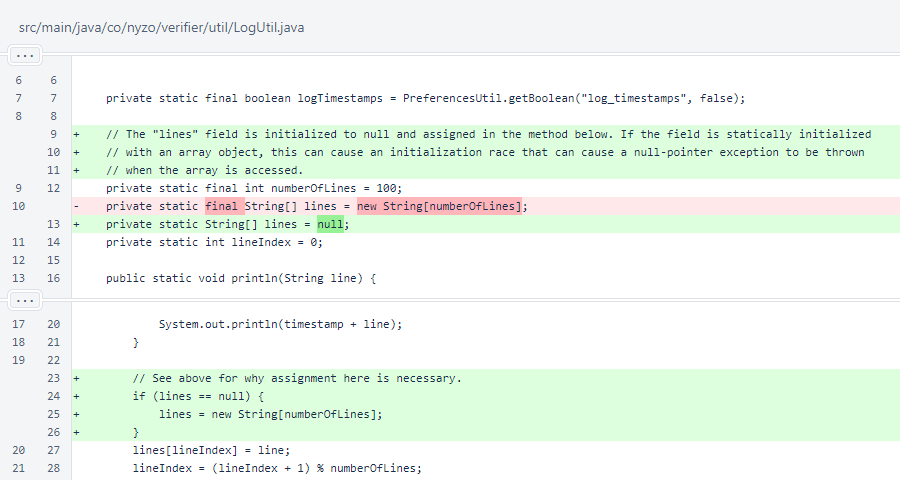 src/main/java/co/nyzo/verifier/util/LogUtil.java
...
6 6
7 7 private static final boolean logTimestamps = PreferencesUtil.getBoolean("log_timestamps", false);
8 8
9 + // The "lines" field is initialized to null and assigned in the method below. If the field is statically initialized
10 + // with an array object, this can cause an initialization race that can cause a null-pointer exception to be thrown
11 + // when the array is accessed.
9 12 private static final int numberOfLines = 100;
10 - private static final String[] lines = new String[numberOfLines];
13 + private static String[] lines = null;
11 14 private static int lineIndex = 0;
12 15
13 16 public static void println(String line) {
...
17 20 System.out.println(timestamp + line);
18 21 }
19 22
23 + // See above for why assignment here is necessary.
24 + if (lines == null) {
25 + lines = new String[numberOfLines];
26 + }
20 27 lines[lineIndex] = line;
21 28 lineIndex = (lineIndex + 1) % numberOfLines;